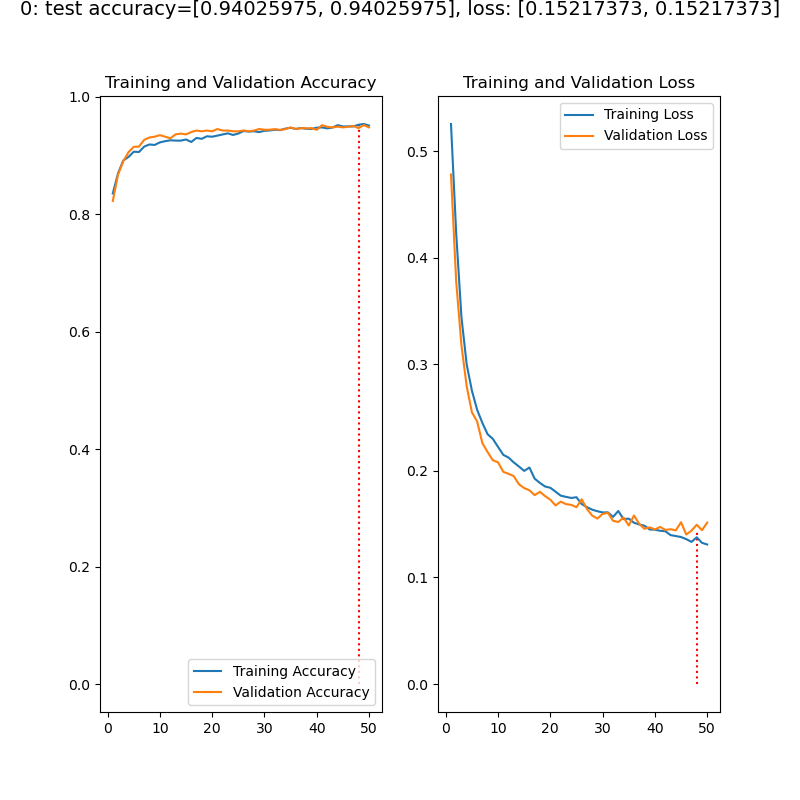 0: test accuracy=[0.94025975, 0.94025975], loss: [0.15217373, 0.15217373]
Training and Validation Accuracy
1.0
0.8
0.6
0.4
0.2
0.0
Training Accuracy
Validation Accuracy
0 10 20 30 40 50
Training and Validation Loss
Training Loss
Validation Loss
0.5
0.4
0.3
0.2
0.1
0.0
0 10 20 30 40 50